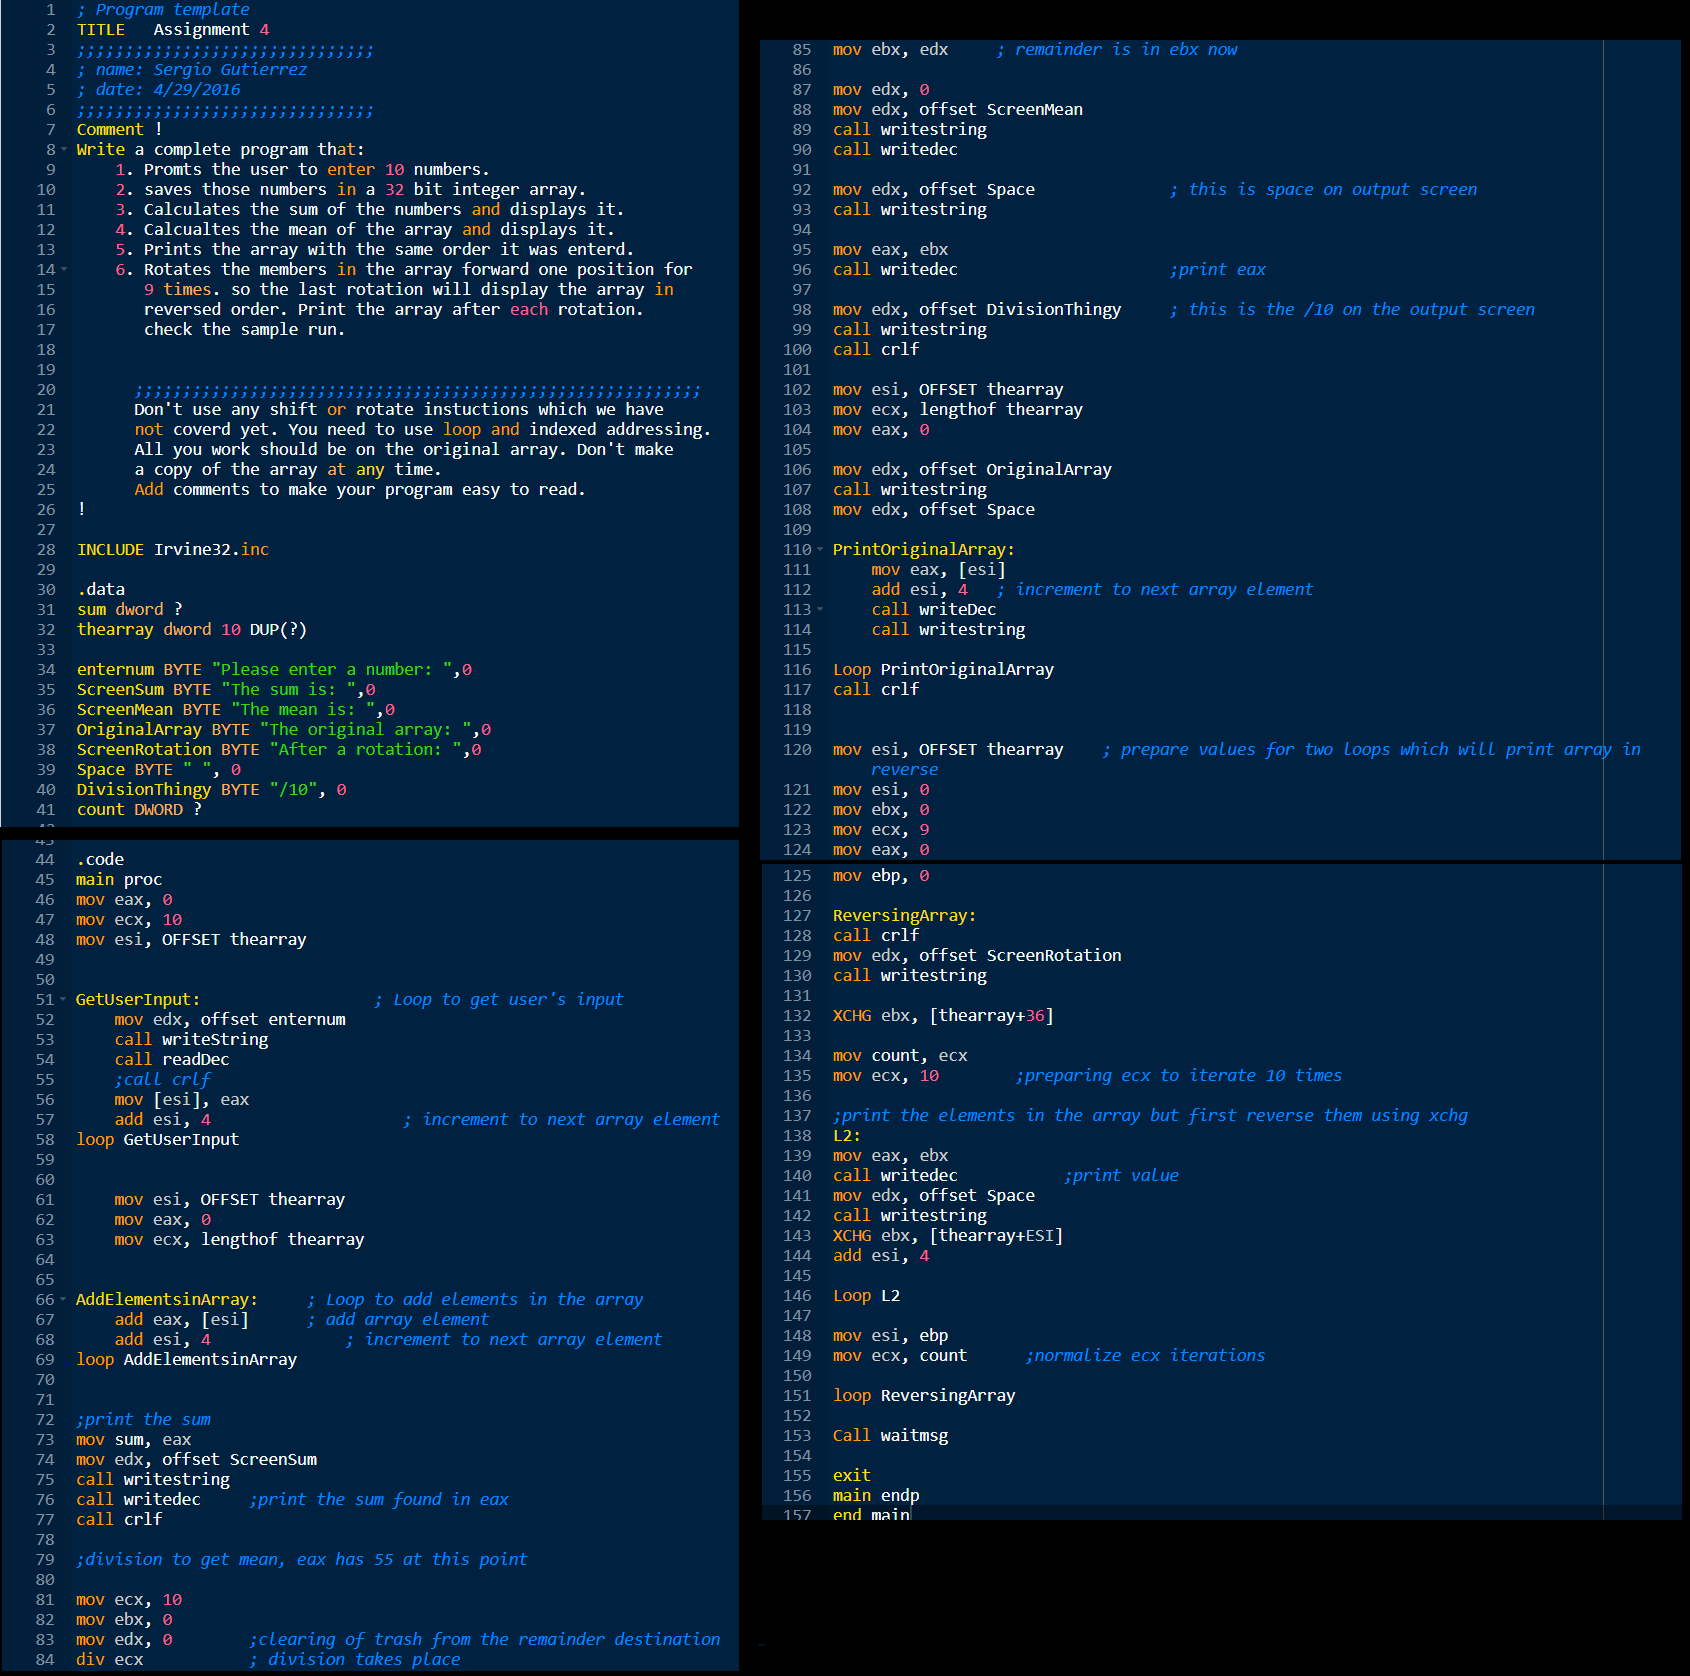 1 ; Program template
2 TITLE   Assignment 4
3 ;;;;;;;;;;;;;;;;;;;;;;;;;;;;;;;
4 ; name: Sergio Gutierrez
5 ; date: 4/29/2016
6 ;;;;;;;;;;;;;;;;;;;;;;;;;;;;;;;
7 Comment !
8 Write a complete program that:
9 1. Promts the user to enter 10 numbers.
10 2. saves those numbers in a 32 bit integer array.
11 3. Calculates the sum of the numbers and displays it.
12 4. Calcualtes the mean of the array and displays it.
13 5. Prints the array with the same order it was enterd.
14 6. Rotates the members in the array forward one position for
15 9 times. so the last rotation will display the array in
16 reversed order. Print the array after each rotation.
17 check the sample run.
18
19
20 ;;;;;;;;;;;;;;;;;;;;;;;;;;;;;;;;;;;;;;;;;;;;;;;;;;;;;;;;;;;
21 Don't use any shift or rotate instuctions which we have
22 not coverd yet. You need to use loop and indexed addressing.
23 All you work should be on the original array. Don't make
24 a copy of the array at any time.
25 Add comments to make your program easy to read.
26 !
27
28 INCLUDE Irvine32.inc
29
30 .data
31 sum dword ?
32 thearray dword 10 DUP(?)
33
34 enternum BYTE "Please enter a number: ",0
35 ScreenSum BYTE "The sum is: ",0
36 ScreenMean BYTE "The mean is: ",0
37 OriginalArray BYTE "The original array: ",0
38 ScreenRotation BYTE "After a rotation: ",0
39 Space BYTE " ", 0
40 DivisionThingy BYTE "/10", 0
41 count DWORD ?
44 .code
45 main proc
46 mov eax, 0
47 mov ecx, 10
48 mov esi, OFFSET thearray
49
50
51 GetUserInput: ; Loop to get user's input
52 mov edx, offset enternum
53 call writeString
54 call readDec
55 ;call crlf
56 mov [esi], eax
57 add esi, 4 ; increment to next array element
58 loop GetUserInput
59
60
61 mov esi, OFFSET thearray
62 mov eax, 0
63 mov ecx, lengthof thearray
64
65
66 AddElementsinArray: ; Loop to add elements in the array
67 add eax, [esi] ; add array element
68 add esi, 4 ; increment to next array element
69 loop AddElementsinArray
70
71
72 ;print the sum
73 mov sum, eax
74 mov edx, offset ScreenSum
75 call writestring
76 call writedec ;print the sum found in eax
77 call crlf
78
79 ;division to get mean, eax has 55 at this point
80
81 mov ecx, 10
82 mov ebx, 0
83 mov edx, 0 ;clearing of trash from the remainder destination
84 div ecx ; division takes place
85 mov ebx, edx ; remainder is in ebx now
86
87 mov edx, 0
88 mov edx, offset ScreenMean
89 call writestring
90 call writedec
91
92 mov edx, offset Space ; this is space on output screen
93 call writestring
94
95 mov eax, ebx
96 call writedec ;print eax
97
98 mov edx, offset DivisionThingy ; this is the /10 on the output screen
99 call writestring
100 call crlf
101
102 mov esi, OFFSET thearray
103 mov ecx, lengthof thearray
104 mov eax, 0
105
106 mov edx, offset OriginalArray
107 call writestring
108 mov edx, offset Space
109
110 PrintOriginalArray:
111 mov eax, [esi]
112 add esi, 4 ; increment to next array element
113 call writeDec
114 call writestring
115
116 Loop PrintOriginalArray
117 call crlf
118
119
120 mov esi, OFFSET thearray ; prepare values for two loops which will print array in
reverse
121 mov esi, 0
122 mov ebx, 0
123 mov ecx, 9
124 mov eax, 0
125 mov ebp, 0
126
127 ReversingArray:
128 call crlf
129 mov edx, offset ScreenRotation
130 call writestring
131
132 XCHG ebx, [thearray+36]
133
134 mov count, ecx
135 mov ecx, 10 ;preparing ecx to iterate 10 times
136
137 ;print the elements in the array but first reverse them using xchg
138 L2:
139 mov eax, ebx
140 call writedec ;print value
141 mov edx, offset Space
142 call writestring
143 XCHG ebx, [thearray+ESI]
144 add esi, 4
145
146 Loop L2
147
148 mov esi, ebp
149 mov ecx, count ;normalize ecx iterations
150
151 loop ReversingArray
152
153 Call waitmsg
154
155 exit
156 main endp
157 end main